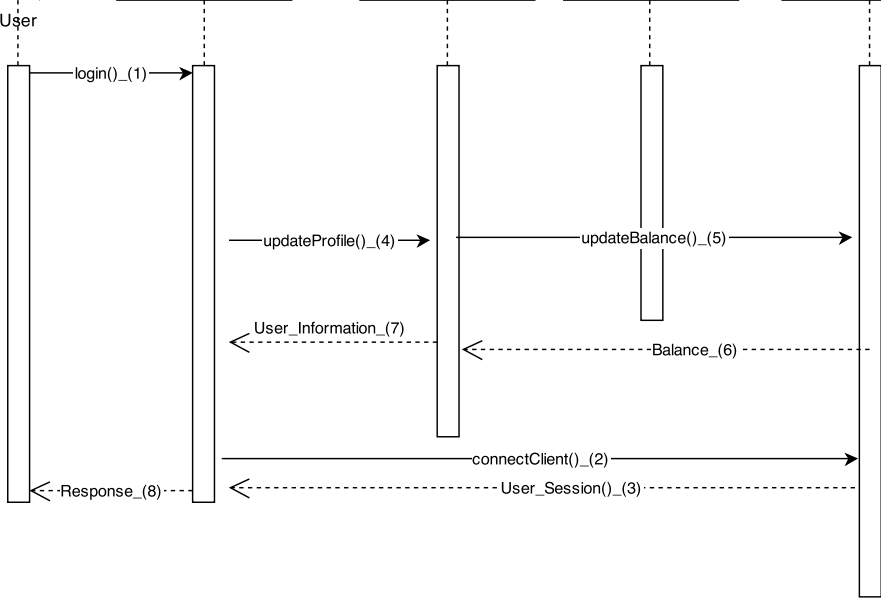 User
login()_(1)
updateProfile()_(4)
updateBalance()_(5)
User_Information_(7)
Balance_(6)
connectClient()_(2)
Response_(8)
User_Session()_(3)